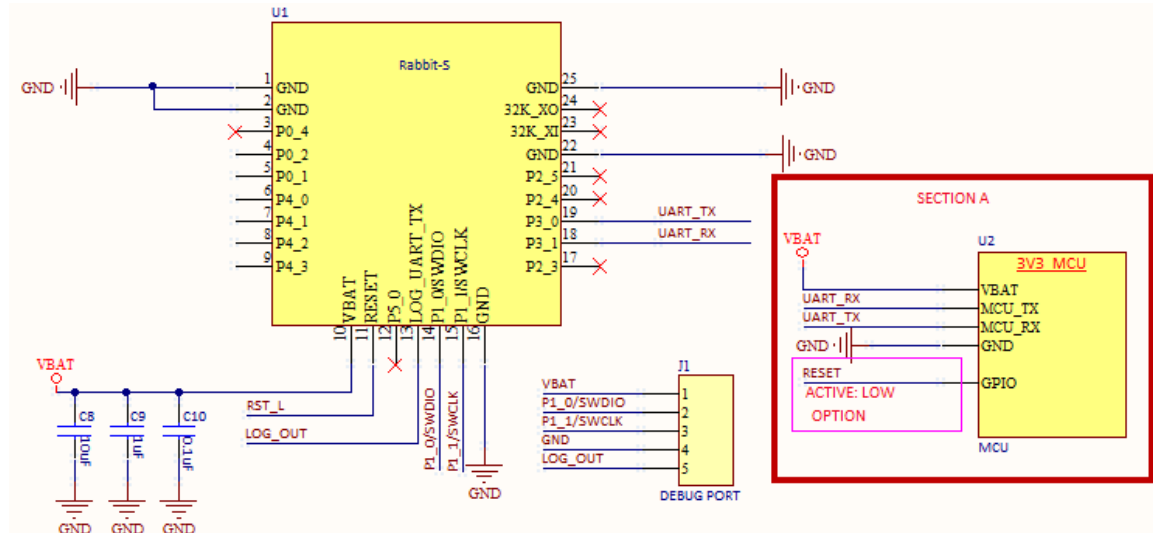 U1
Rabbit-S
GND
1 GND
2 GND
3 P0_4
4 P0_2
5 P0_1
6 P4_0
7 P4_1
8 P4_2
9 P4_3
10 VBAT
11 RESET
12 P5_0
13 LOG_UART_TX
14 P1_0/SWDIO
15 P1_1/SWCLK
16 GND
GND 25
32K_XO 24
32K_XI 23
GND 22
P2_5 21
P2_4 20
P3_0 19
P3_1 18
P2_3 17
GND
GND
UART_TX
UART_RX
VBAT
C8
10uF
C9
1uF
C10
0.1uF
GND
GND
GND
RST_L
LOG_OUT
P1_0/SWDIO
P1_1/SWCLK
GND
J1
VBAT 1
P1_0/SWDIO 2
P1_1/SWCLK 3
GND 4
LOG_OUT 5
DEBUG PORT
SECTION A
VBAT
U2
3V3 MCU
VBAT
UART_RX MCU_TX
UART_TX MCU_RX
GND GND
RESET GPIO
ACTIVE: LOW
OPTION
MCU